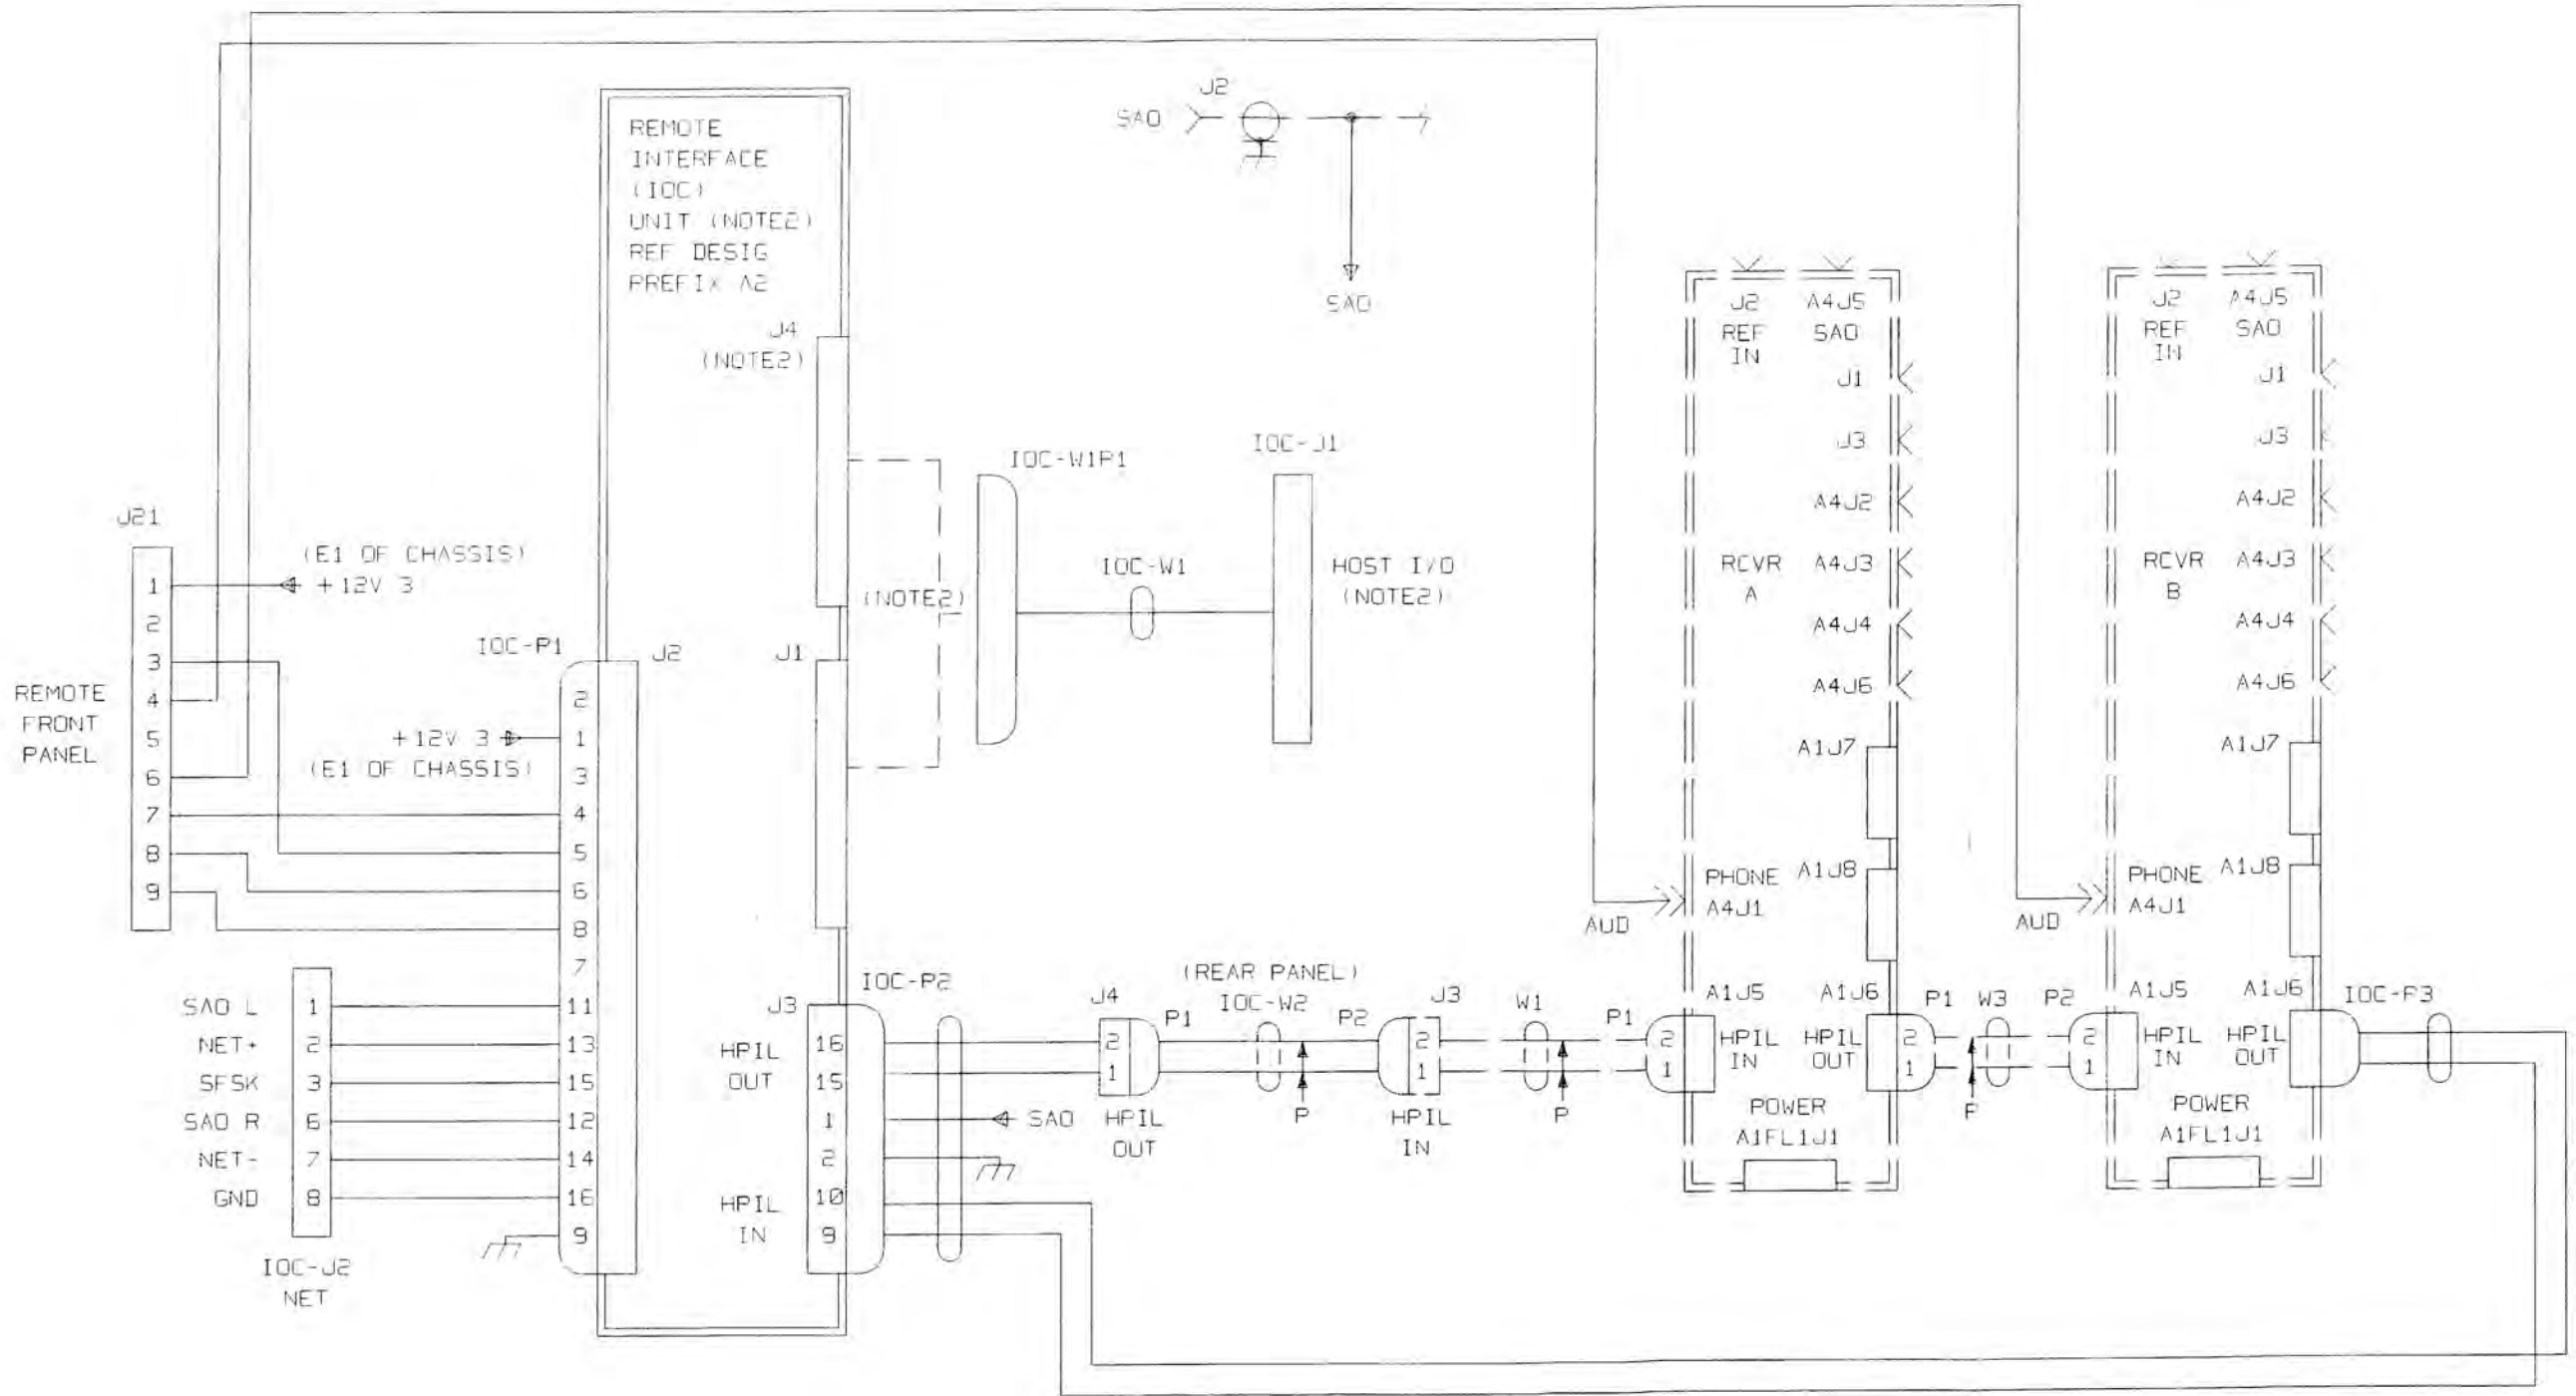 REMOTE
INTERFACE
(IOC)
UNIT (NOTE2)
REF DESIG
PREFIX A2
J4
(NOTE2)
J2
SAO
SAO
J21
1
2
3
4
5
6
7
8
9
REMOTE
FRONT
PANEL
(E1 OF CHASSIS)
+12V 3
IOC-P1
J2
+12V 3
(E1 OF CHASSIS)
2
1
3
4
5
6
8
7
11
13
15
12
14
16
9
SAO L
NET+
SFSK
SAO R
NET-
GND
1
2
3
6
7
8
IOC-J2
NET
J1
(NOTE2)
IOC-W1P1
IOC-W1
IOC-J1
HOST I/O
(NOTE2)
IOC-P2
J3
HPIL
OUT
HPIL
IN
16
15
1
2
10
9
SAO
J4
2
1
HPIL
OUT
P1
(REAR PANEL)
IOC-W2
P2
P
J3
2
1
HPIL
IN
W1
P
P1
2
1
J2
REF
IN
A4J5
SAO
J1
J3
A4J2
RCVR
A
A4J3
A4J4
A4J6
A1J7
A1J8
PHONE
A4J1
AUD
A1J5
HPIL
IN
A1J6
HPIL
OUT
2
1
POWER
A1FL1J1
P1
W3
P2
P
2
1
J2
REF
IN
A4J5
SAO
J1
J3
A4J2
RCVR
B
A4J3
A4J4
A4J6
A1J7
A1J8
PHONE
A4J1
AUD
A1J5
HPIL
IN
A1J6
HPIL
OUT
POWER
A1FL1J1
IOC-P3